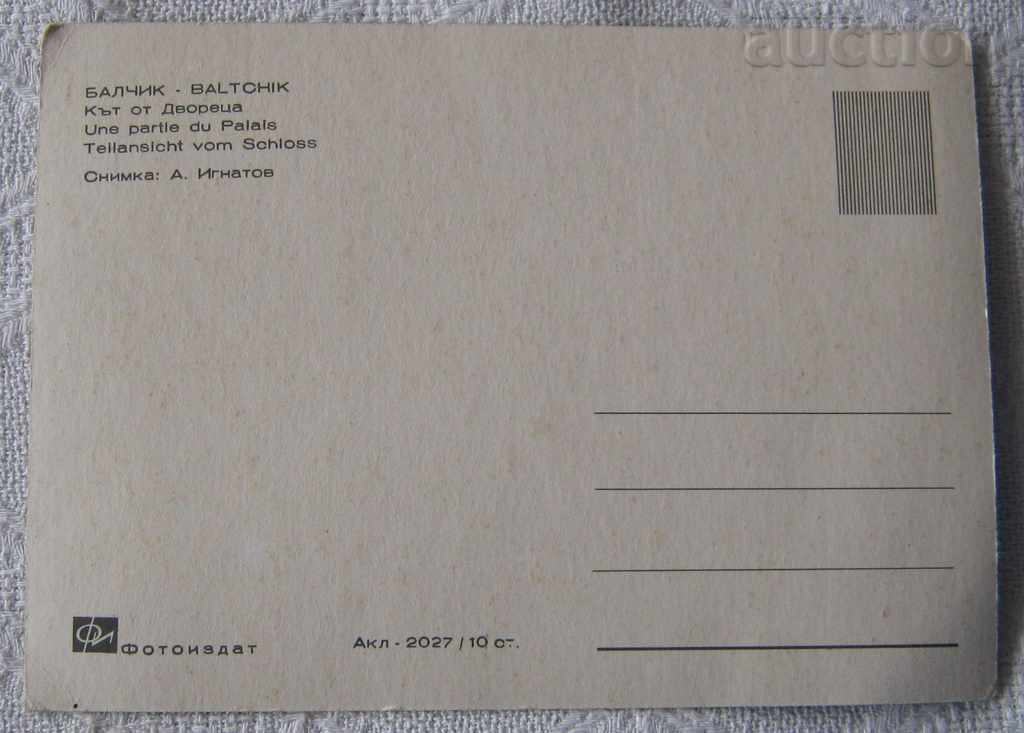 auctio
БАЛЧИК - BALTCHIK
Кът от Двореца
Une partie du Palais
Teilansicht vom Schloss
Снимка: А. Игнатов
ФИ
Фотоиздат
Акл - 2027 / 10 ст.